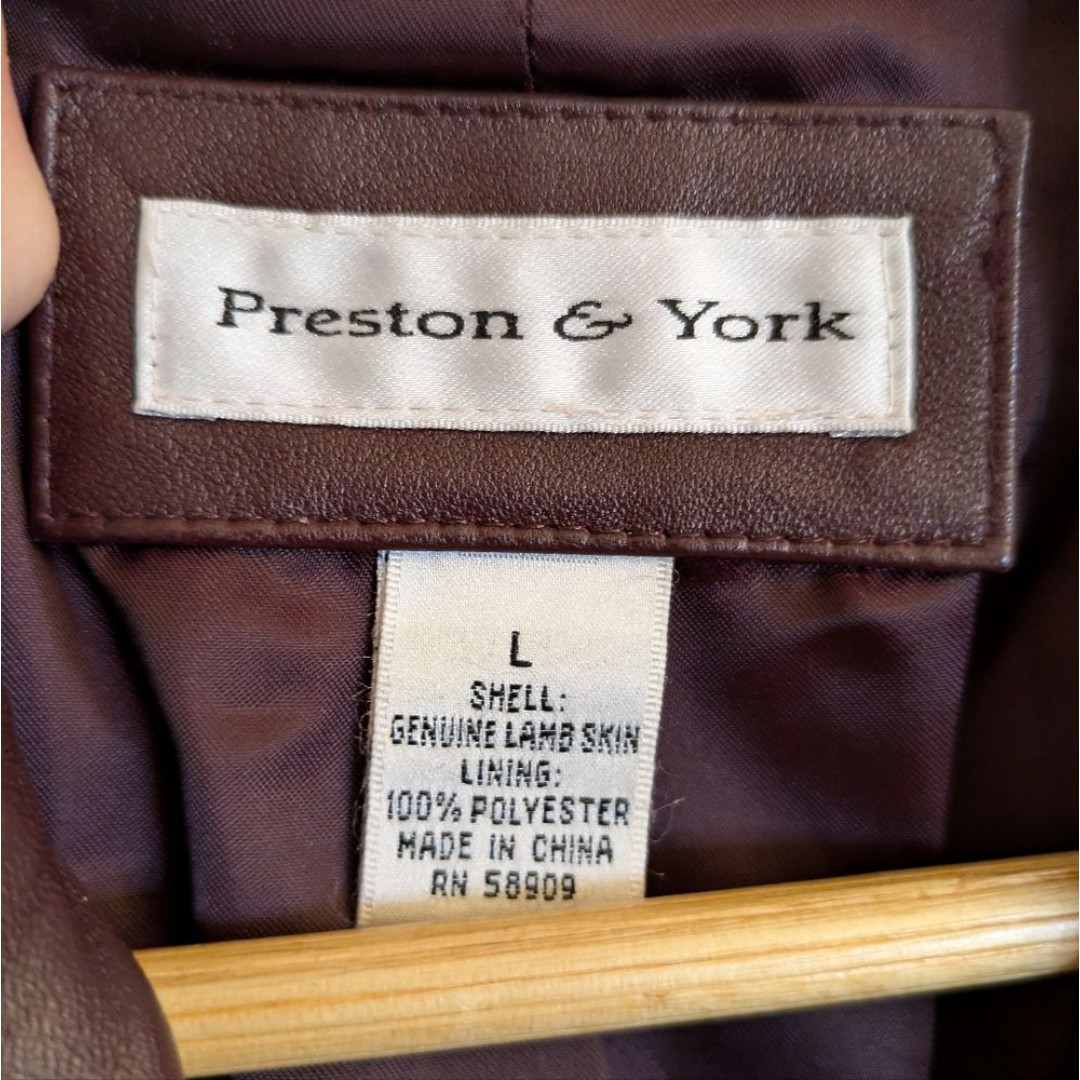 Preston & York
L
SHELL:
GENUINE LAMB SKIN
LINING:
100% POLYESTER
MADE IN CHINA
RN 58909